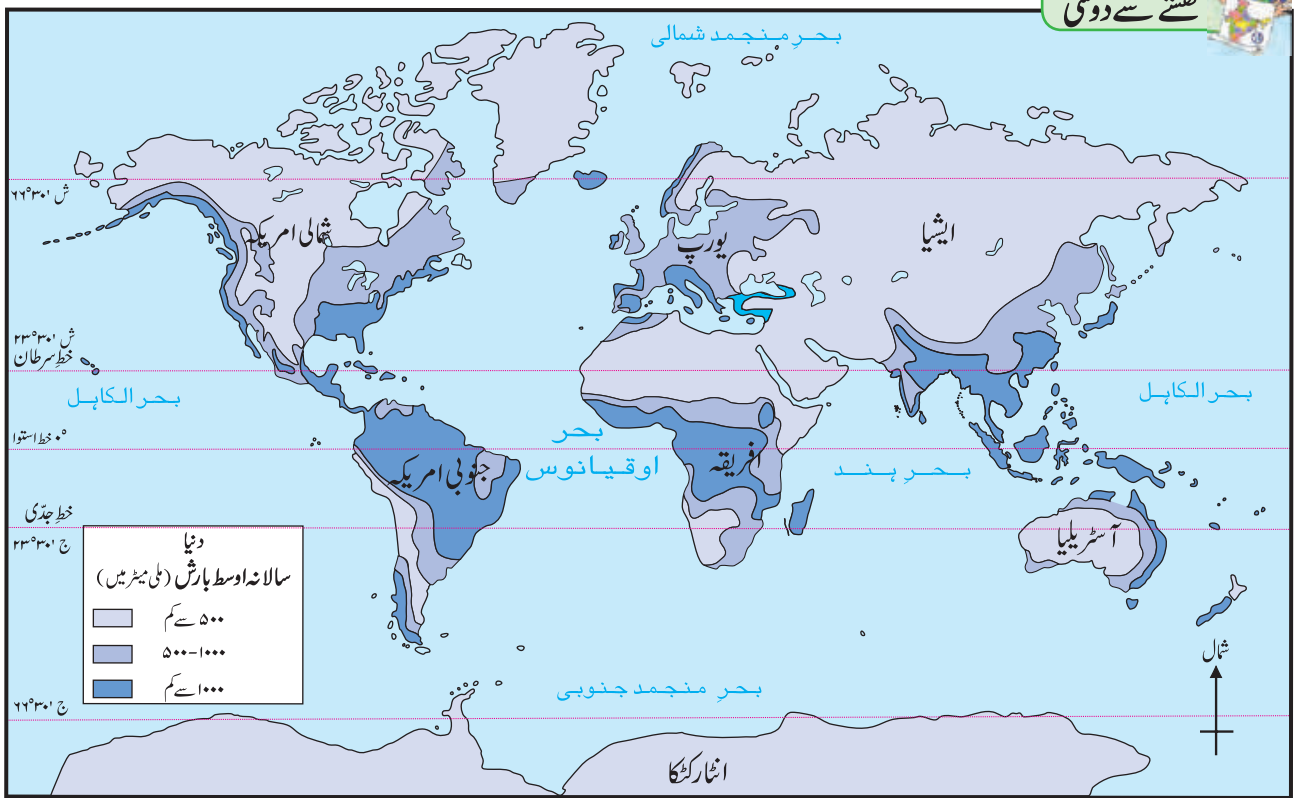 نقشے سے دوستی
بحرِ منجمد شمالی
ش ۶۶°۳۰'
شمالی امریکہ
یورپ
ایشیا
ش ۲۳°۳۰'
خطِ سرطان
بحر الکاہل
بحر الکاہل
۰° خط استوا
بحر
اوقیانوس
جنوبی امریکہ
افریقہ
بحرِ ہند
خطِ جدّی
ج ۲۳°۳۰'
آسٹریلیا
دنیا
سالانہ اوسط بارش (ملی میٹر میں)
۵۰۰ سے کم
۵۰۰-۱۰۰۰
۱۰۰۰ سے کم
شمال
بحرِ منجمد جنوبی
ج ۶۶°۳۰'
انٹارکٹکا